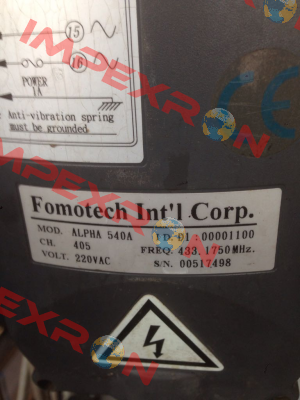 15
16
POWER
1A
: Anti-vibration spring
must be grounded
Fomotech Int'l Corp.
MOD. ALPHA 540A I D.01:00001100
CH. 405 FREQ. 433.1750MHz.
VOLT. 220VAC S/N. 00517498
CE
IMPEXRON
IMPEXRON
IMPEXRON